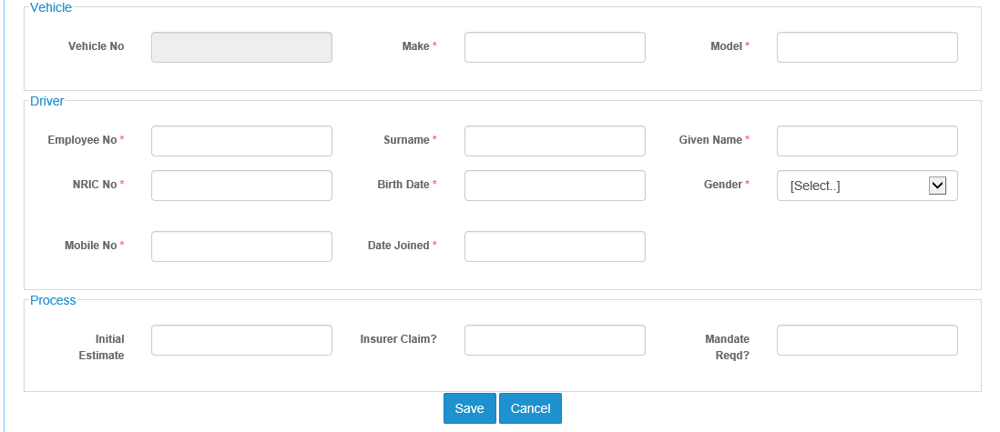 Vehicle
Vehicle No
Make *
Model *
Driver
Employee No *
Surname *
Given Name *
NRIC No *
Birth Date *
Gender *
[Select..]
Mobile No *
Date Joined *
Process
Initial
Estimate
Insurer Claim?
Mandate
Reqd?
Save
Cancel